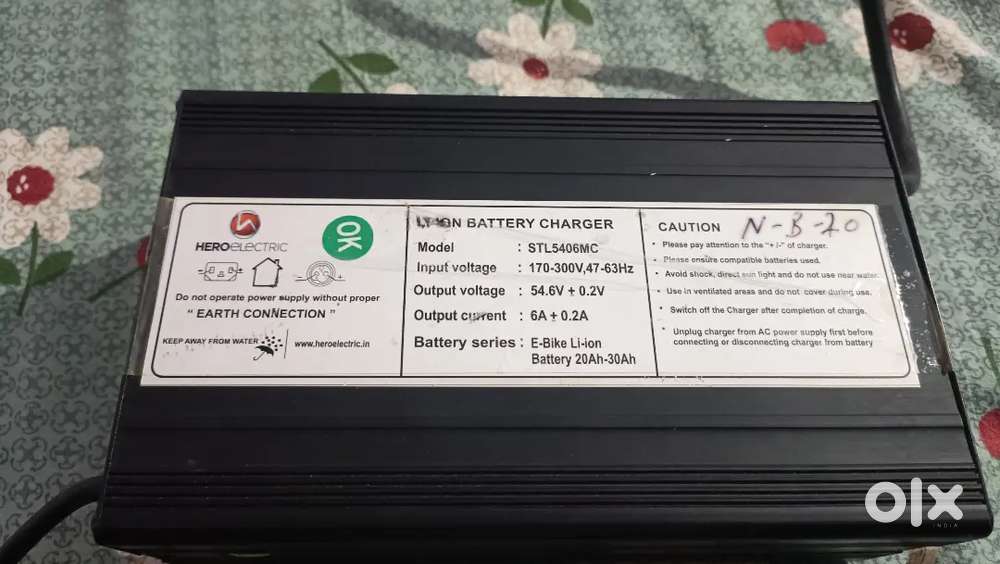 HERO ELECTRIC
OK
Do not operate power supply without proper
" EARTH CONNECTION "
KEEP AWAY FROM WATER
www.heroelectric.in
ION BATTERY CHARGER
Model : STL5406MC
Input voltage : 170-300V,47-63Hz
Output voltage : 54.6V + 0.2V
Output current : 6A + 0.2A
Battery series : E-Bike Li-ion
Battery 20Ah-30Ah
CAUTION N-B-20
* Please pay attention to the "+ /-" of charger.
* Please ensure compatible batteries used.
* Avoid shock, direct sun light and do not use near water.
* Use in ventilated areas and do not cover during use.
* Switch off the Charger after completion of charge.
* Unplug charger from AC power supply first before
connecting or disconnecting charger from battery
olx
INDIA